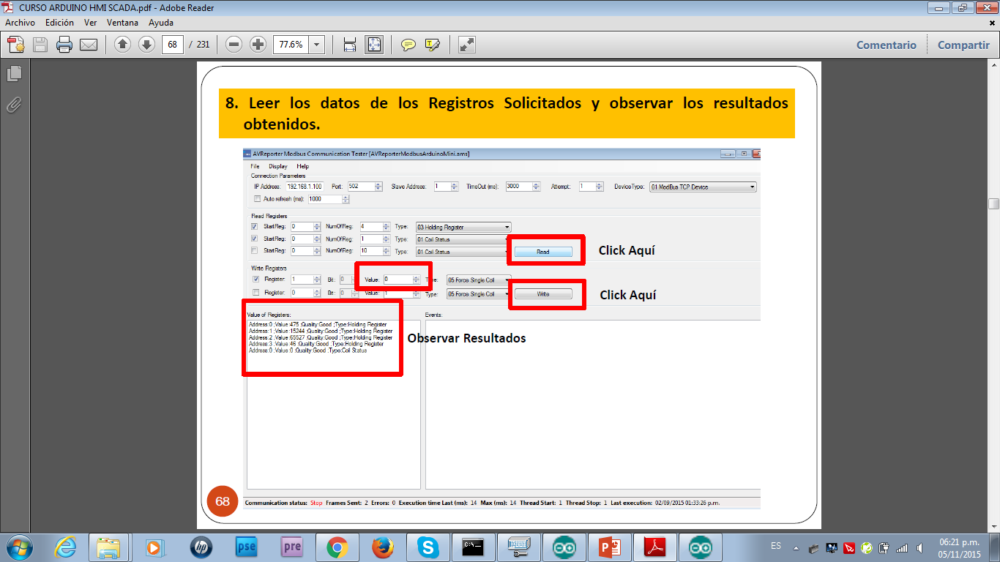 CURSO ARDUINO HMI SCADA.pdf - Adobe Reader
Archivo Edición Ver Ventana Ayuda
68 / 231 77.6% Comentario Compartir
8. Leer los datos de los Registros Solicitados y observar los resultados
obtenidos.
AVReporter Modbus Communication Tester [AVReporterModbusArduinoMini.ams]
File Display Help
Connection Parameters
IP Address: 192.168.1.100 Port: 502 Slave Address: 1 TimeOut (ms): 3000 Attempt: 1 DeviceType: 01 ModBus TCP Device
Auto refresh (ms): 1000
Read Registers
StartReg: 0 NumOfReg: 4 Type: 03 Holding Register
StartReg: 0 NumOfReg: 1 Type: 01 Coil Status
StartReg: 0 NumOfReg: 10 Type: 01 Coil Status Read Click Aquí
Write Registers
Register: 1 Bit: 0 Value: 0 Type: 05 Force Single Coil
Register: 0 Bit: 0 Value: 1 Type: 05 Force Single Coil Write Click Aquí
Value of Registers: Events:
Address:0 ;Value :475 ;Quality:Good ;Type:Holding Register
Address:1 ;Value :15244 ;Quality:Good ;Type:Holding Register
Address:2 ;Value :65527 ;Quality:Good ;Type:Holding Register
Address:3 ;Value :46 ;Quality:Good ;Type:Holding Register
Address:0 ;Value :0 ;Quality:Good ;Type:Coil Status
Observar Resultados
68
Communication status: Stop Frames Sent: 2 Errors: 0 Execution time Last (ms): 14 Max (ms): 14 Thread Start: 1 Thread Stop: 1 Last execution: 02/09/2015 01:33:26 p.m.
hp pse pre C:\ ES 06:21 p.m.
05/11/2015